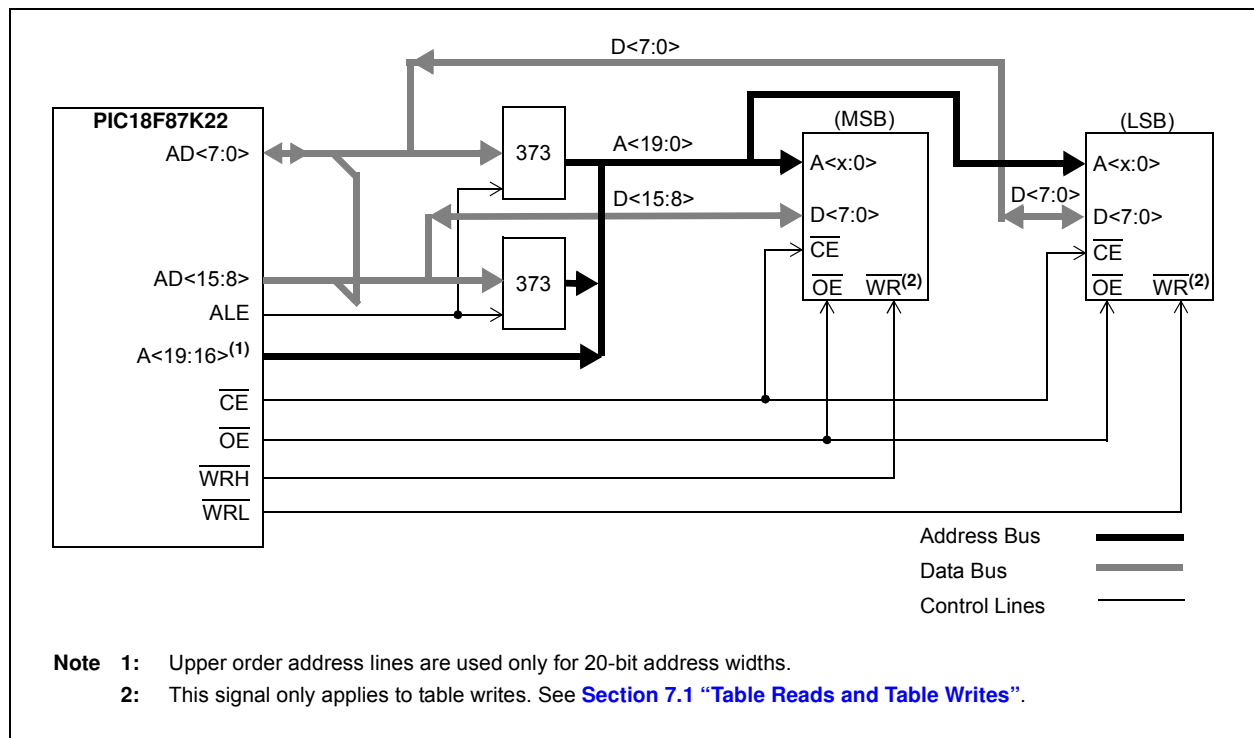 D<7:0>
PIC18F87K22
AD<7:0>
373
A<19:0>
D<15:8>
(MSB)
A<x:0>
D<7:0>
CE
OE WR(2)
(LSB)
A<x:0>
D<7:0>
D<7:0>
CE
OE WR(2)
AD<15:8>
373
ALE
A<19:16>(1)
CE
OE
WRH
WRL
Address Bus
Data Bus
Control Lines
Note 1: Upper order address lines are used only for 20-bit address widths.
2: This signal only applies to table writes. See Section 7.1 “Table Reads and Table Writes”.